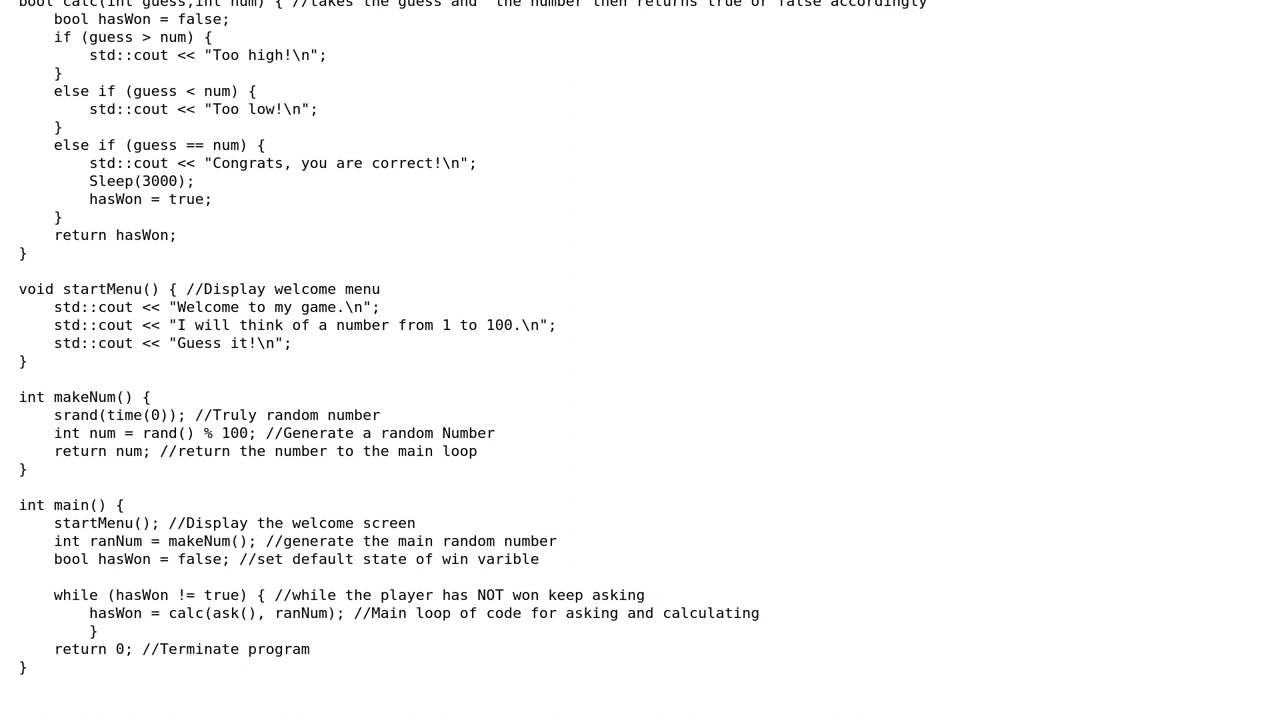 bool calc(int guess,int num) { //takes the guess and  the number then returns true or false accordingly
    bool hasWon = false;
    if (guess > num) {
        std::cout << "Too high!\n";
    }
    else if (guess < num) {
        std::cout << "Too low!\n";
    }
    else if (guess == num) {
        std::cout << "Congrats, you are correct!\n";
        Sleep(3000);
        hasWon = true;
    }
    return hasWon;
}

void startMenu() { //Display welcome menu
    std::cout << "Welcome to my game.\n";
    std::cout << "I will think of a number from 1 to 100.\n";
    std::cout << "Guess it!\n";
}

int makeNum() {
    srand(time(0)); //Truly random number
    int num = rand() % 100; //Generate a random Number
    return num; //return the number to the main loop
}

int main() {
    startMenu(); //Display the welcome screen
    int ranNum = makeNum(); //generate the main random number
    bool hasWon = false; //set default state of win varible

    while (hasWon != true) { //while the player has NOT won keep asking
        hasWon = calc(ask(), ranNum); //Main loop of code for asking and calculating
        }
    return 0; //Terminate program
}